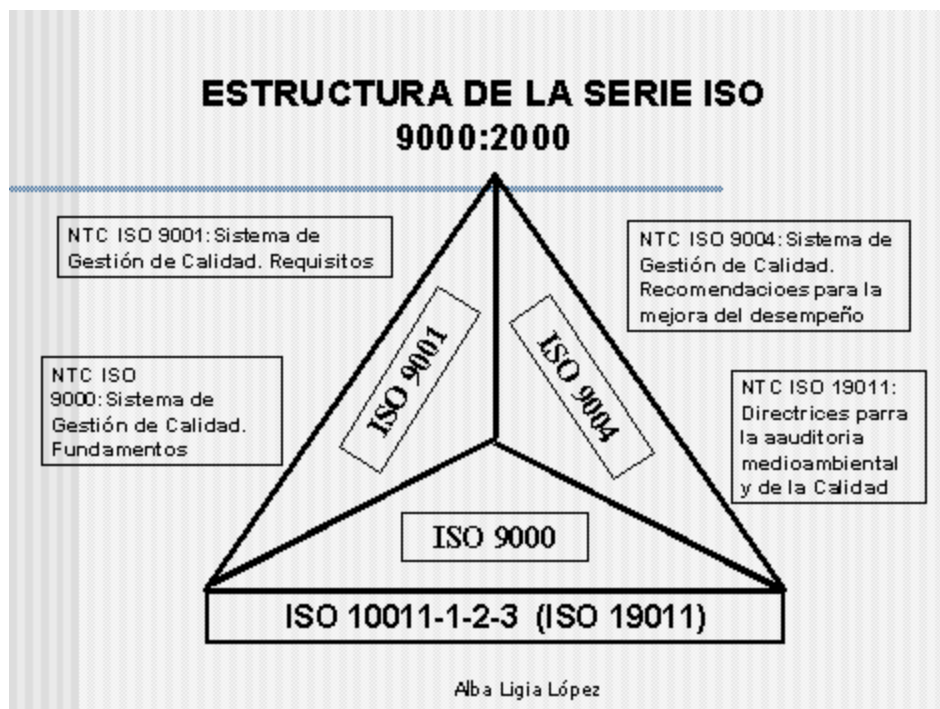 ESTRUCTURA DE LA SERIE ISO
9000:2000
NTC ISO 9001: Sistema de
Gestión de Calidad. Requisitos
NTC ISO 9004: Sistema de
Gestión de Calidad.
Recomendacioes para la
mejora del desempeño
ISO 9001
ISO 9004
NTC ISO
9000: Sistema de
Gestión de Calidad.
Fundamentos
NTC ISO 19011:
Directrices parra
la aauditoria
medioambiental
y de la Calidad
ISO 9000
ISO 10011-1-2-3 (ISO 19011)
Alba Ligia López